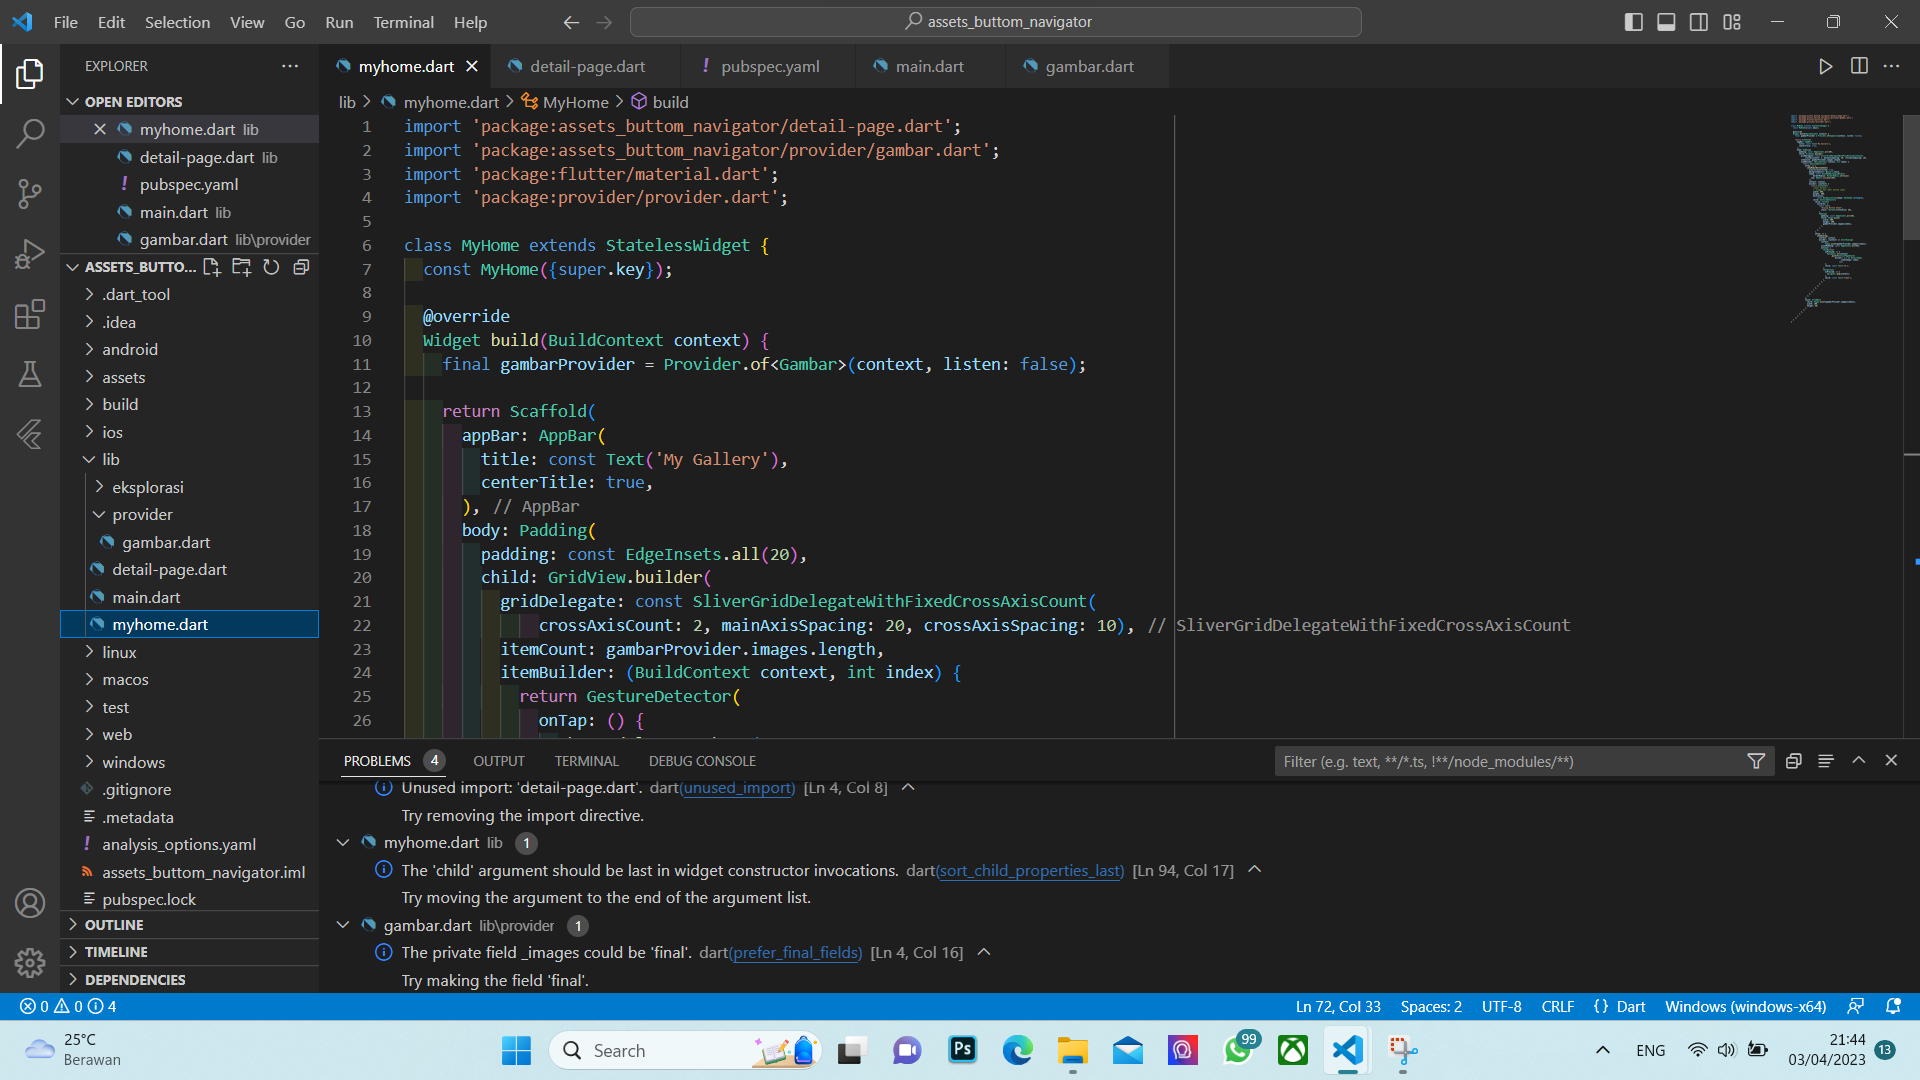 File Edit Selection View Go Run Terminal Help
assets_buttom_navigator
EXPLORER
OPEN EDITORS
myhome.dart lib
detail-page.dart lib
! pubspec.yaml
main.dart lib
gambar.dart lib\provider
ASSETS_BUTTO...
.dart_tool
.idea
android
assets
build
ios
lib
eksplorasi
provider
gambar.dart
detail-page.dart
main.dart
myhome.dart
linux
macos
test
web
windows
.gitignore
.metadata
! analysis_options.yaml
assets_buttom_navigator.iml
pubspec.lock
OUTLINE
TIMELINE
DEPENDENCIES
myhome.dart detail-page.dart ! pubspec.yaml main.dart gambar.dart
lib > myhome.dart > MyHome > build
1 import 'package:assets_buttom_navigator/detail-page.dart';
2 import 'package:assets_buttom_navigator/provider/gambar.dart';
3 import 'package:flutter/material.dart';
4 import 'package:provider/provider.dart';
5
6 class MyHome extends StatelessWidget {
7 const MyHome({super.key});
8
9 @override
10 Widget build(BuildContext context) {
11 final gambarProvider = Provider.of<Gambar>(context, listen: false);
12
13 return Scaffold(
14 appBar: AppBar(
15 title: const Text('My Gallery'),
16 centerTitle: true,
17 ), // AppBar
18 body: Padding(
19 padding: const EdgeInsets.all(20),
20 child: GridView.builder(
21 gridDelegate: const SliverGridDelegateWithFixedCrossAxisCount(
22 crossAxisCount: 2, mainAxisSpacing: 20, crossAxisSpacing: 10), // SliverGridDelegateWithFixedCrossAxisCount
23 itemCount: gambarProvider.images.length,
24 itemBuilder: (BuildContext context, int index) {
25 return GestureDetector(
26 onTap: () {
PROBLEMS 4 OUTPUT TERMINAL DEBUG CONSOLE
Filter (e.g. text, **/*.ts, !**/node_modules/**)
Unused import: 'detail-page.dart'. dart(unused_import) [Ln 4, Col 8]
Try removing the import directive.
myhome.dart lib 1
The 'child' argument should be last in widget constructor invocations. dart(sort_child_properties_last) [Ln 94, Col 17]
Try moving the argument to the end of the argument list.
gambar.dart lib\provider 1
The private field _images could be 'final'. dart(prefer_final_fields) [Ln 4, Col 16]
Try making the field 'final'.
0 0 4
Ln 72, Col 33 Spaces: 2 UTF-8 CRLF {} Dart Windows (windows-x64)
25°C
Berawan
Search
Ps
99
ENG
21:44
03/04/2023
13